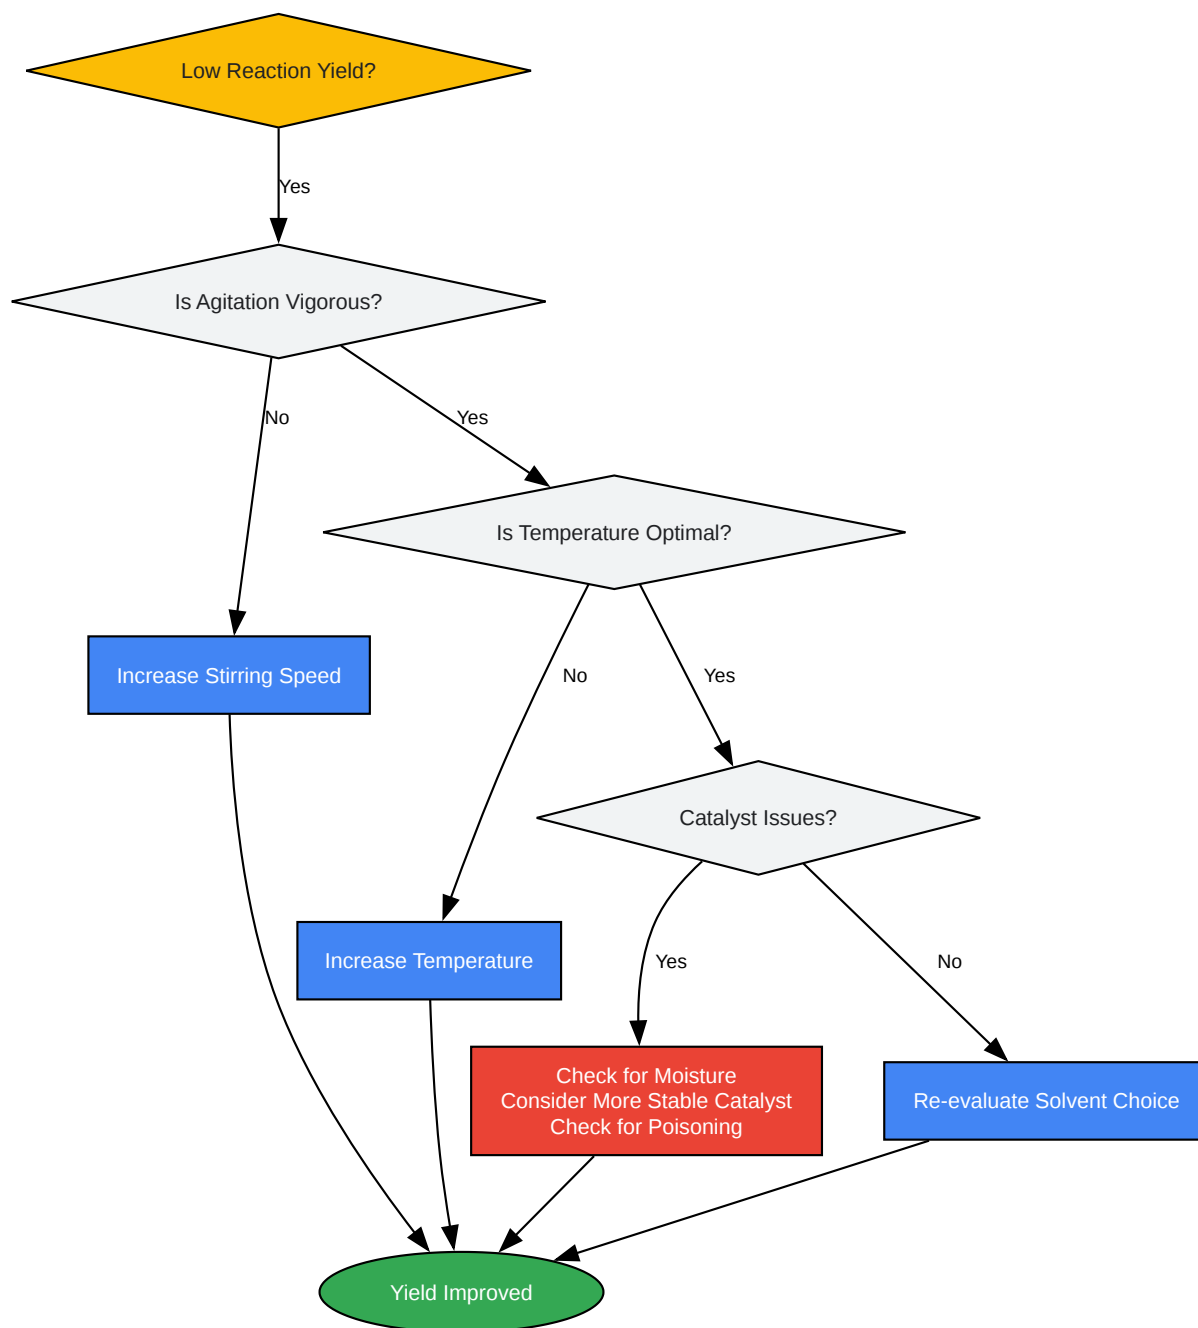 Low Reaction Yield?
Yes
Is Agitation Vigorous?
No
Yes
Is Temperature Optimal?
Increase Stirring Speed
No
Yes
Catalyst Issues?
Increase Temperature
Yes
No
Check for Moisture
Consider More Stable Catalyst
Check for Poisoning
Re-evaluate Solvent Choice
Yield Improved